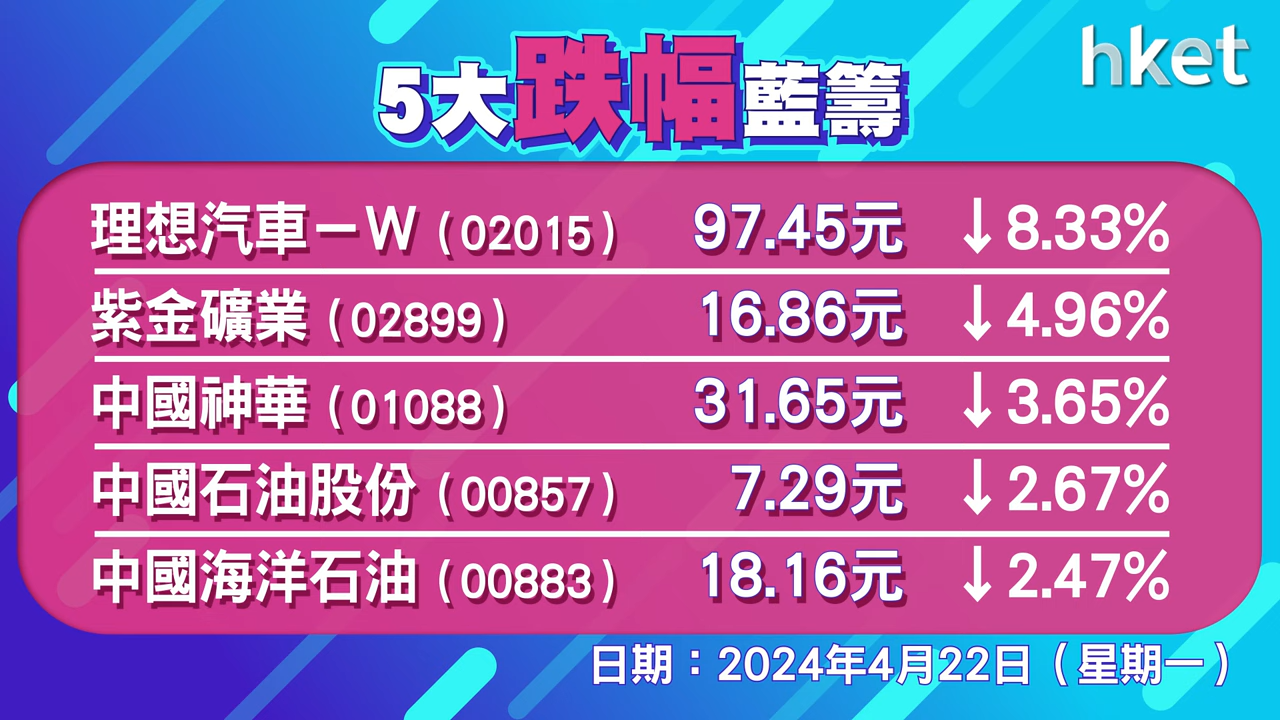 hket
5大跌幅藍籌
理想汽車－W（02015） 97.45元 ↓8.33%
紫金礦業（02899） 16.86元 ↓4.96%
中國神華（01088） 31.65元 ↓3.65%
中國石油股份（00857） 7.29元 ↓2.67%
中國海洋石油（00883） 18.16元 ↓2.47%
日期：2024年4月22日（星期一）